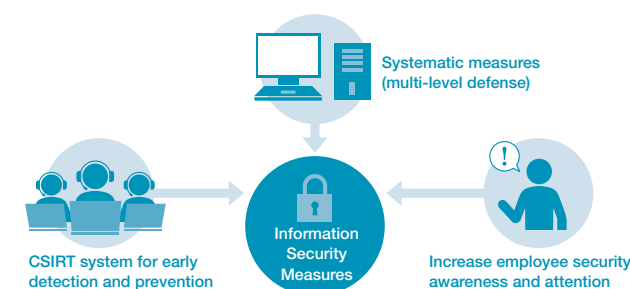 Systematic measures
(multi-level defense)
!
Information
Security
Measures
CSIRT system for early
detection and prevention
Increase employee security
awareness and attention